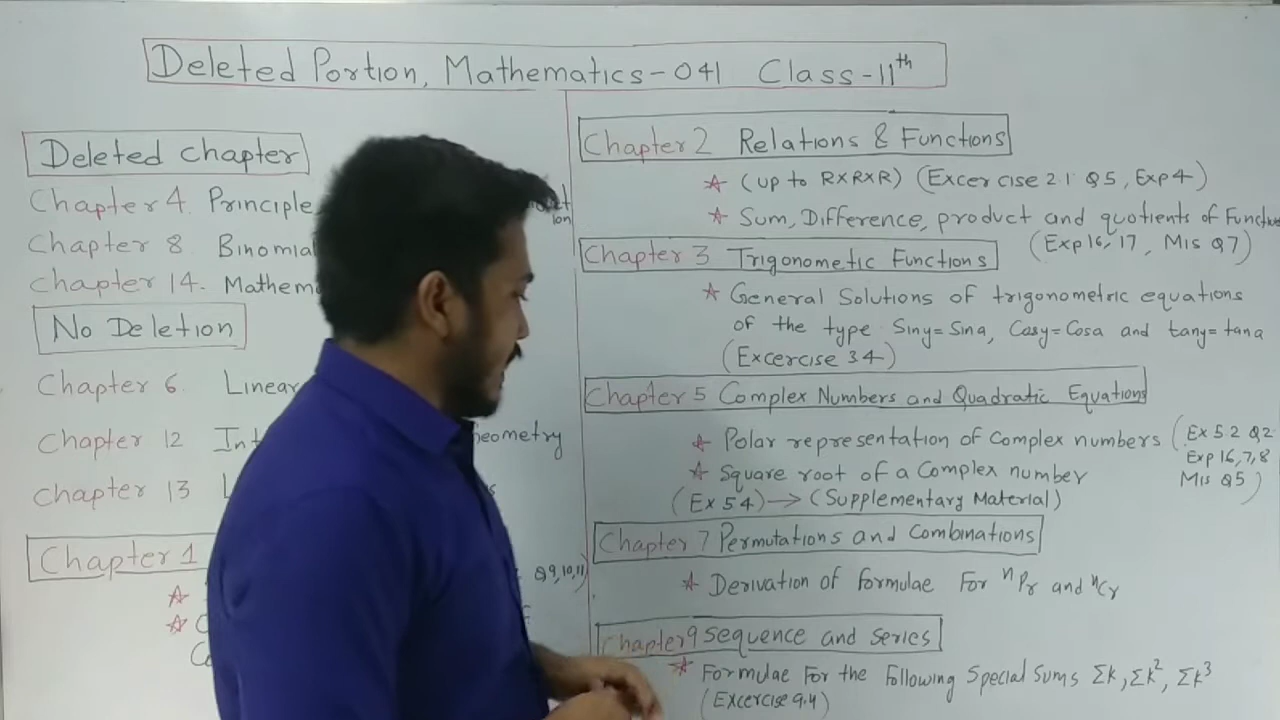 Deleted Portion, Mathematics-041 Class-11th
Deleted chapter
Chapter 4. Principle
Chapter 8 Binomia
Chapter 14. Mathem
No Deletion
Chapter 6. Linear
Chapter 12 Int Geometry
Chapter 13 L
Chapter 1
Q 9,10,11)
Chapter 2 Relations & Functions
☆ (up to R×R×R) (Excercise 2.1 Q5, Exp 4)
☆ Sum, Difference, product and quotients of Functio
(Exp 16, 17, Mis Q7)
Chapter 3 Trigonometic Functions
☆ General Solutions of trigonometric equations
of the type Siny=Sina, Cosy=Cosa and tany=tana
(Excercise 3.4)
Chapter 5 Complex Numbers and Quadratic Equations
☆ Polar representation of Complex numbers (Ex 5.2 Q2
Exp 16,7,8
Mis Q5)
☆ Square root of a Complex number
(Ex 5.4) → (Supplementary Material)
Chapter 7 Permutations and Combinations
☆ Derivation of formulae For ⁿPᵣ and ⁿCᵣ
Chapter 9 Sequence and Series
☆ Formulae For the Following Special Sums Σk, Σk², Σk³
(Excercise 9.4)